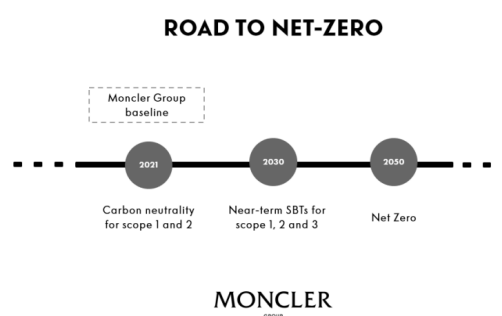 ROAD TO NET-ZERO
Moncler Group
baseline
2021
2030
2050
Carbon neutrality
for scope 1 and 2
Near-term SBTs for
scope 1, 2 and 3
Net Zero
MONCLER
GROUP